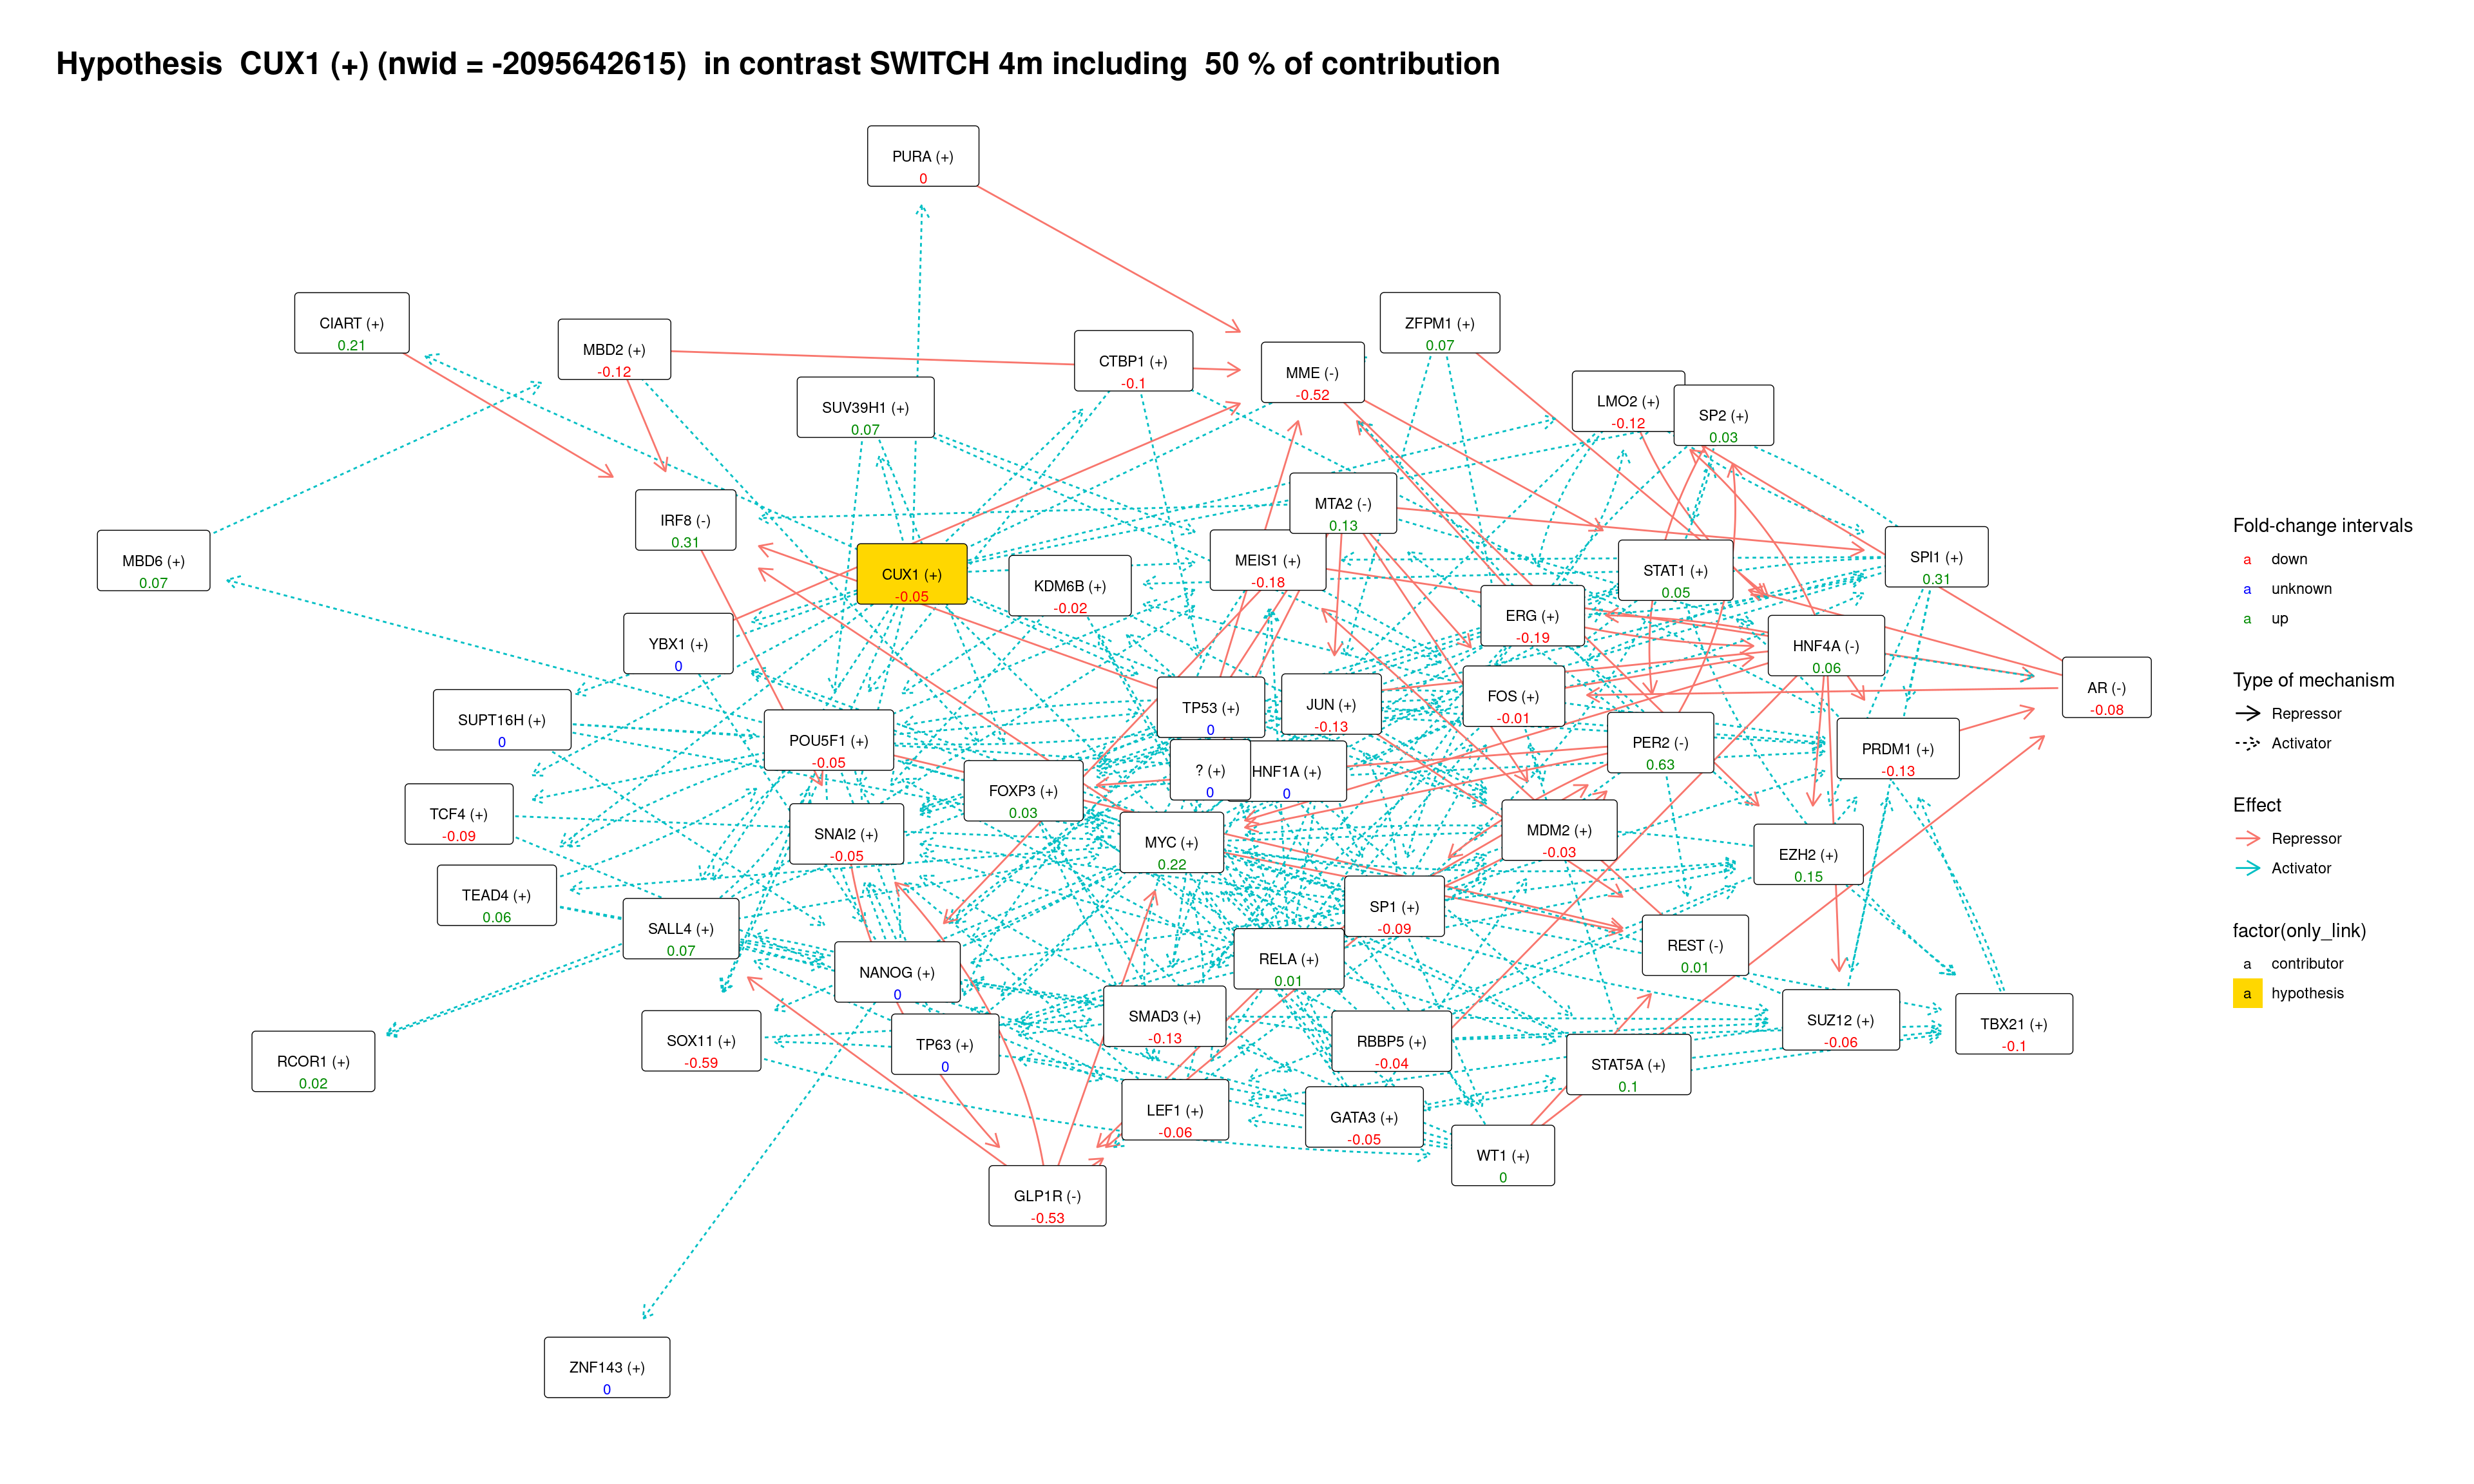 Hypothesis  CUX1 (+) (nwid = -2095642615)  in contrast SWITCH 4m including  50 % of contribution
PURA (+)
0
CIART (+)
0.21
MBD2 (+)
-0.12
CTBP1 (+)
-0.1
MME (-)
-0.52
ZFPM1 (+)
0.07
SUV39H1 (+)
0.07
LMO2 (+)
-0.12
SP2 (+)
0.03
IRF8 (-)
0.31
MTA2 (-)
0.13
MBD6 (+)
0.07
CUX1 (+)
-0.05
KDM6B (+)
-0.02
MEIS1 (+)
-0.18
STAT1 (+)
0.05
SPI1 (+)
0.31
ERG (+)
-0.19
YBX1 (+)
0
HNF4A (-)
0.06
AR (-)
-0.08
SUPT16H (+)
0
POU5F1 (+)
-0.05
TP53 (+)
0
JUN (+)
-0.13
FOS (+)
-0.01
PER2 (-)
0.63
PRDM1 (+)
-0.13
? (+)
0
HNF1A (+)
0
FOXP3 (+)
0.03
TCF4 (+)
-0.09
SNAI2 (+)
-0.05
MYC (+)
0.22
MDM2 (+)
-0.03
EZH2 (+)
0.15
TEAD4 (+)
0.06
SALL4 (+)
0.07
SP1 (+)
-0.09
REST (-)
0.01
NANOG (+)
0
RELA (+)
0.01
SOX11 (+)
-0.59
TP63 (+)
0
SMAD3 (+)
-0.13
RBBP5 (+)
-0.04
SUZ12 (+)
-0.06
TBX21 (+)
-0.1
RCOR1 (+)
0.02
STAT5A (+)
0.1
LEF1 (+)
-0.06
GATA3 (+)
-0.05
WT1 (+)
0
GLP1R (-)
-0.53
ZNF143 (+)
0
Fold-change intervals
a down
a unknown
a up
Type of mechanism
Repressor
Activator
Effect
Repressor
Activator
factor(only_link)
a contributor
a hypothesis